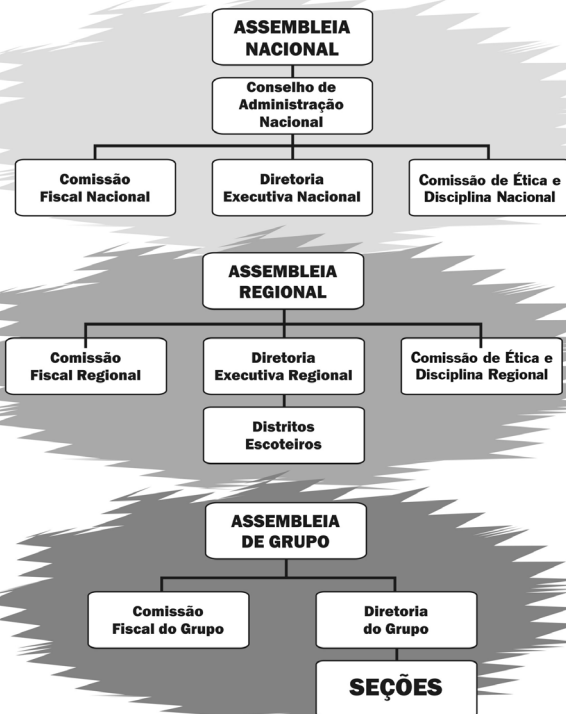 ASSEMBLEIA
NACIONAL
Conselho de
Administração
Nacional
Comissão
Fiscal Nacional
Diretoria
Executiva Nacional
Comissão de Ética e
Disciplina Nacional
ASSEMBLEIA
REGIONAL
Comissão
Fiscal Regional
Diretoria
Executiva Regional
Comissão de Ética e
Disciplina Regional
Distritos
Escoteiros
ASSEMBLEIA
DE GRUPO
Comissão
Fiscal do Grupo
Diretoria
do Grupo
SEÇÕES